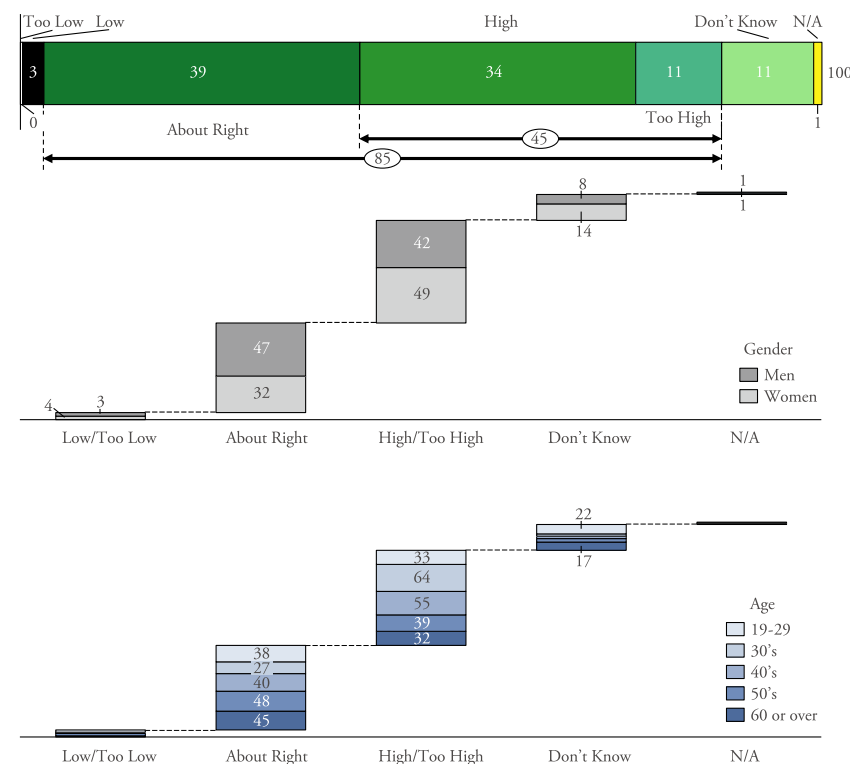 Too Low Low High Don't Know N/A
3 39 34 11 11 100
0 About Right Too High 1
45
85
8 1
1
14
42
49
47
32
4 3
Gender
Men
Women
Low/Too Low About Right High/Too High Don't Know N/A
22
17
33
64
55
39
32
38
27
40
48
45
Age
19-29
30's
40's
50's
60 or over
Low/Too Low About Right High/Too High Don't Know N/A